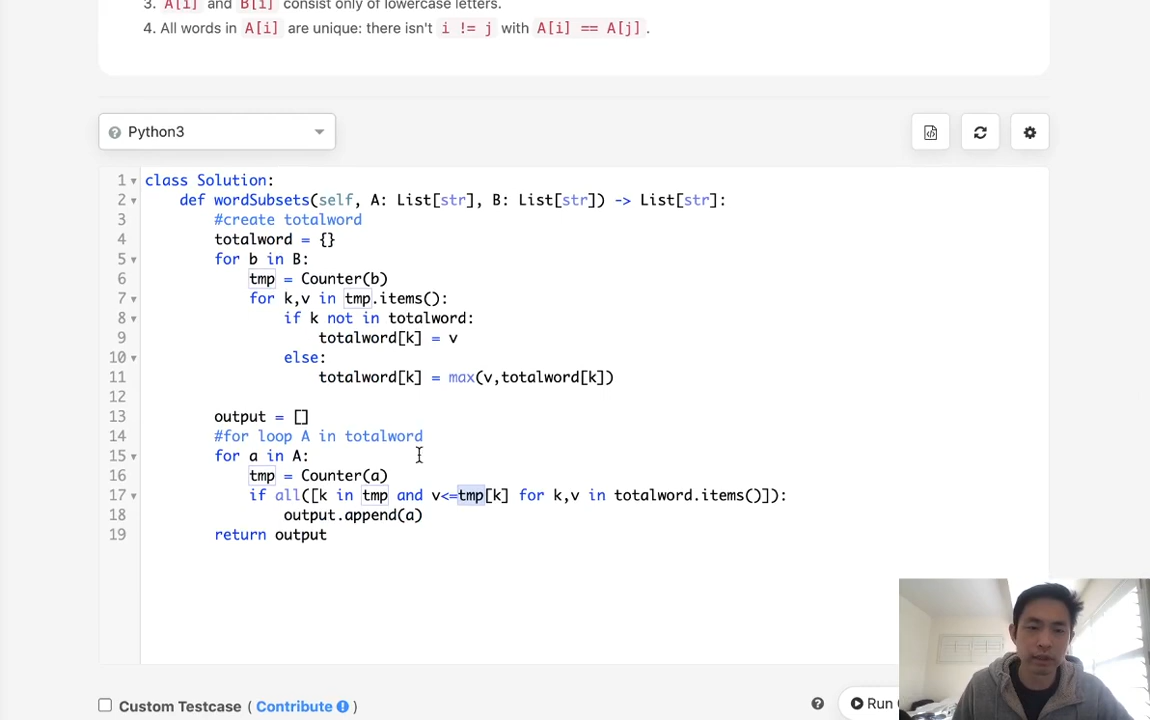 3. A[i] and B[i] consist only of lowercase letters.
4. All words in A[i] are unique: there isn't i != j with A[i] == A[j].
Python3
1 class Solution:
2 def wordSubsets(self, A: List[str], B: List[str]) -> List[str]:
3 #create totalword
4 totalword = {}
5 for b in B:
6 tmp = Counter(b)
7 for k,v in tmp.items():
8 if k not in totalword:
9 totalword[k] = v
10 else:
11 totalword[k] = max(v,totalword[k])
12
13 output = []
14 #for loop A in totalword
15 for a in A:
16 tmp = Counter(a)
17 if all([k in tmp and v<=tmp[k] for k,v in totalword.items()]):
18 output.append(a)
19 return output
Custom Testcase ( Contribute )
Run